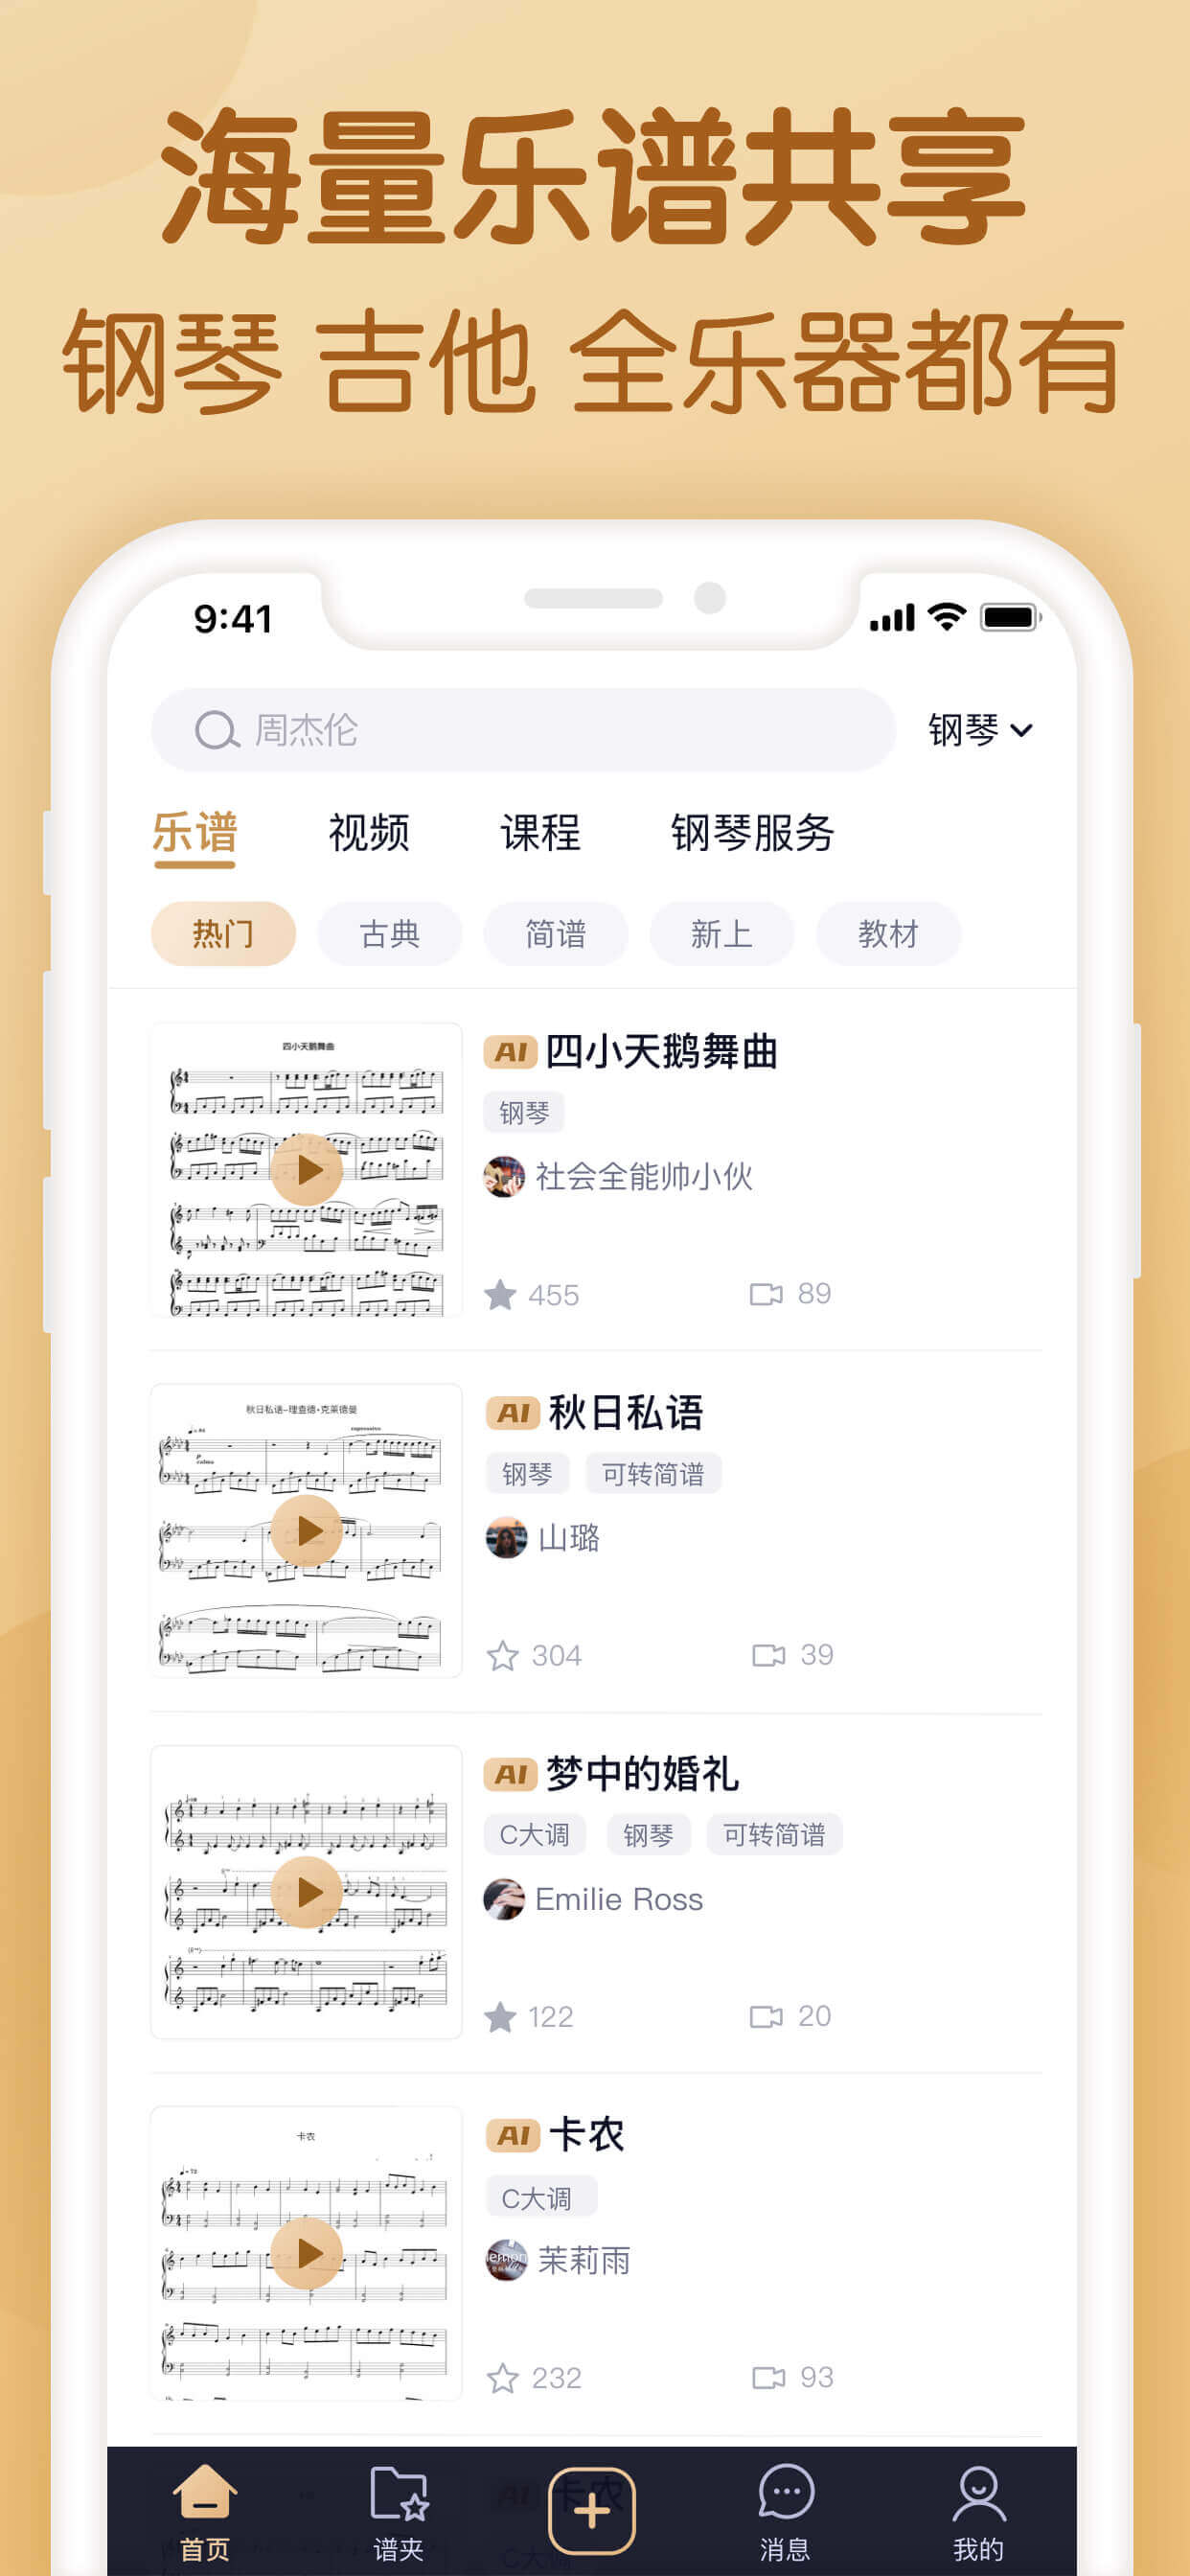 海量乐谱共享
钢琴 吉他 全乐器都有
9:41
周杰伦
钢琴
乐谱 视频 课程 钢琴服务
热门 古典 简谱 新上 教材
四小天鹅舞曲
AI 四小天鹅舞曲
钢琴
社会全能帅小伙
455 89
秋日私语-理查德·克莱德曼
AI 秋日私语
钢琴 可转简谱
山璐
304 39
AI 梦中的婚礼
C大调 钢琴 可转简谱
Emilie Ross
122 20
卡农
AI 卡农
C大调
茉莉雨
232 93
AI 卡农
C大调
首页 谱夹 消息 我的